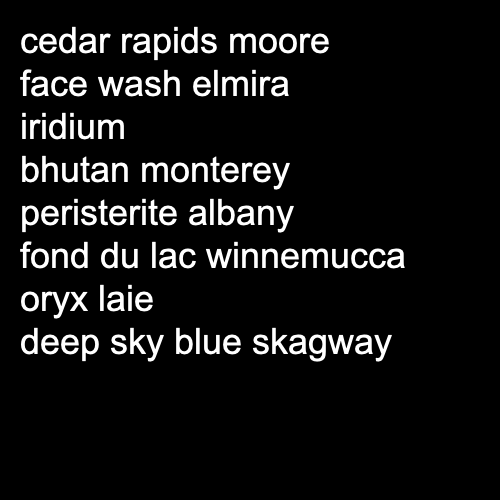 cedar rapids moore
face wash elmira
iridium
bhutan monterey
peristerite albany
fond du lac winnemucca
oryx laie
deep sky blue skagway